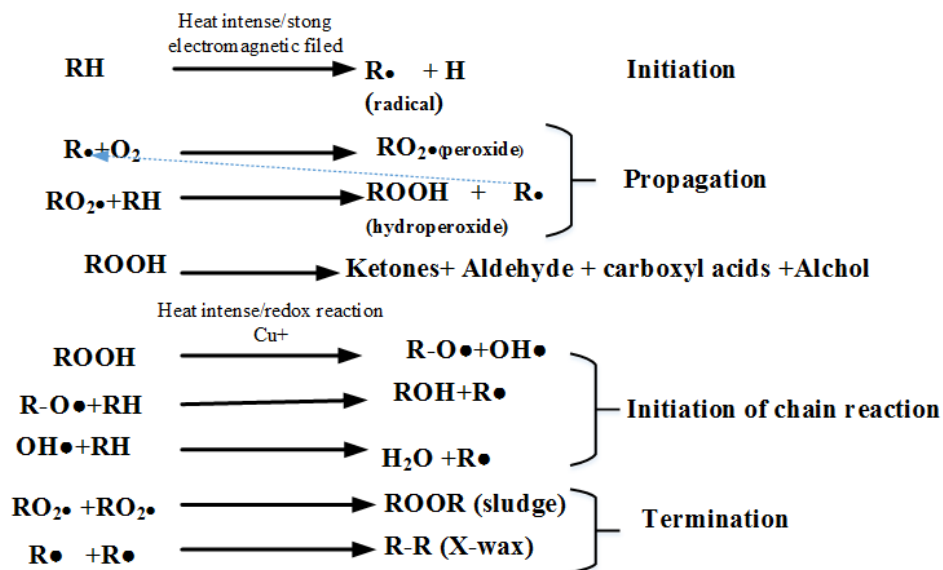 Heat intense/stong
electromagnetic filed
RH R• + H Initiation
(radical)
R•+O₂ RO₂•(peroxide)
Propagation
RO₂•+RH ROOH + R•
(hydroperoxide)
ROOH Ketones+ Aldehyde + carboxyl acids +Alchol
Heat intense/redox reaction
Cu+
ROOH R-O•+OH•
R-O•+RH ROH+R•
Initiation of chain reaction
OH•+RH H₂O +R•
RO₂• +RO₂• ROOR (sludge)
Termination
R• +R• R-R (X-wax)